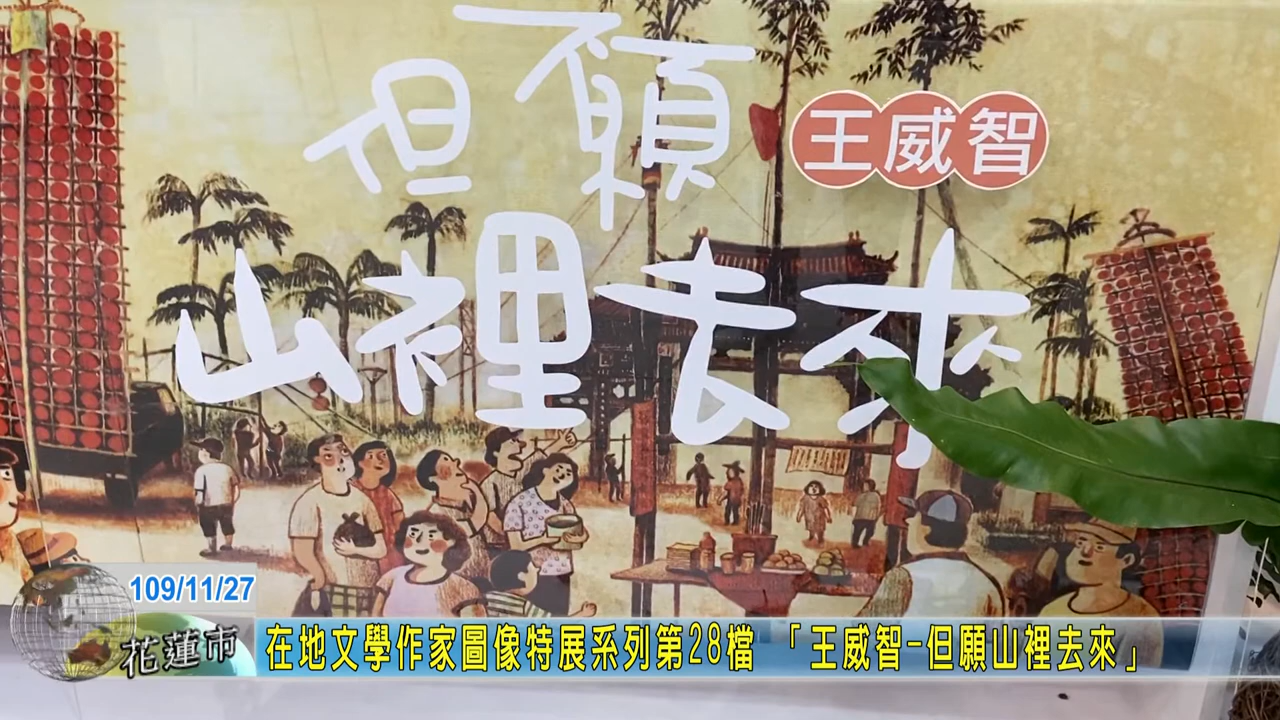 但願
王威智
山裡去來
109/11/27
花蓮市
在地文學作家圖像特展系列第28檔 「王威智-但願山裡去來」